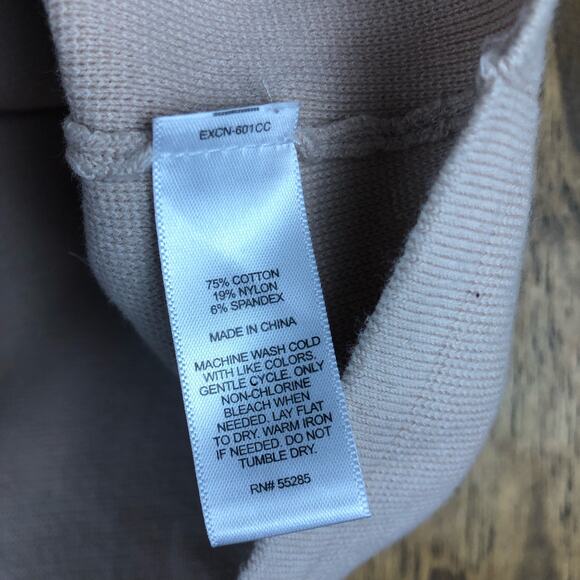 EXCN-601CC
75% COTTON
19% NYLON
6% SPANDEX
MADE IN CHINA
MACHINE WASH COLD
WITH LIKE COLORS,
GENTLE CYCLE. ONLY
NON-CHLORINE
BLEACH WHEN
NEEDED. LAY FLAT
TO DRY. WARM IRON
IF NEEDED. DO NOT
TUMBLE DRY.
RN# 55285